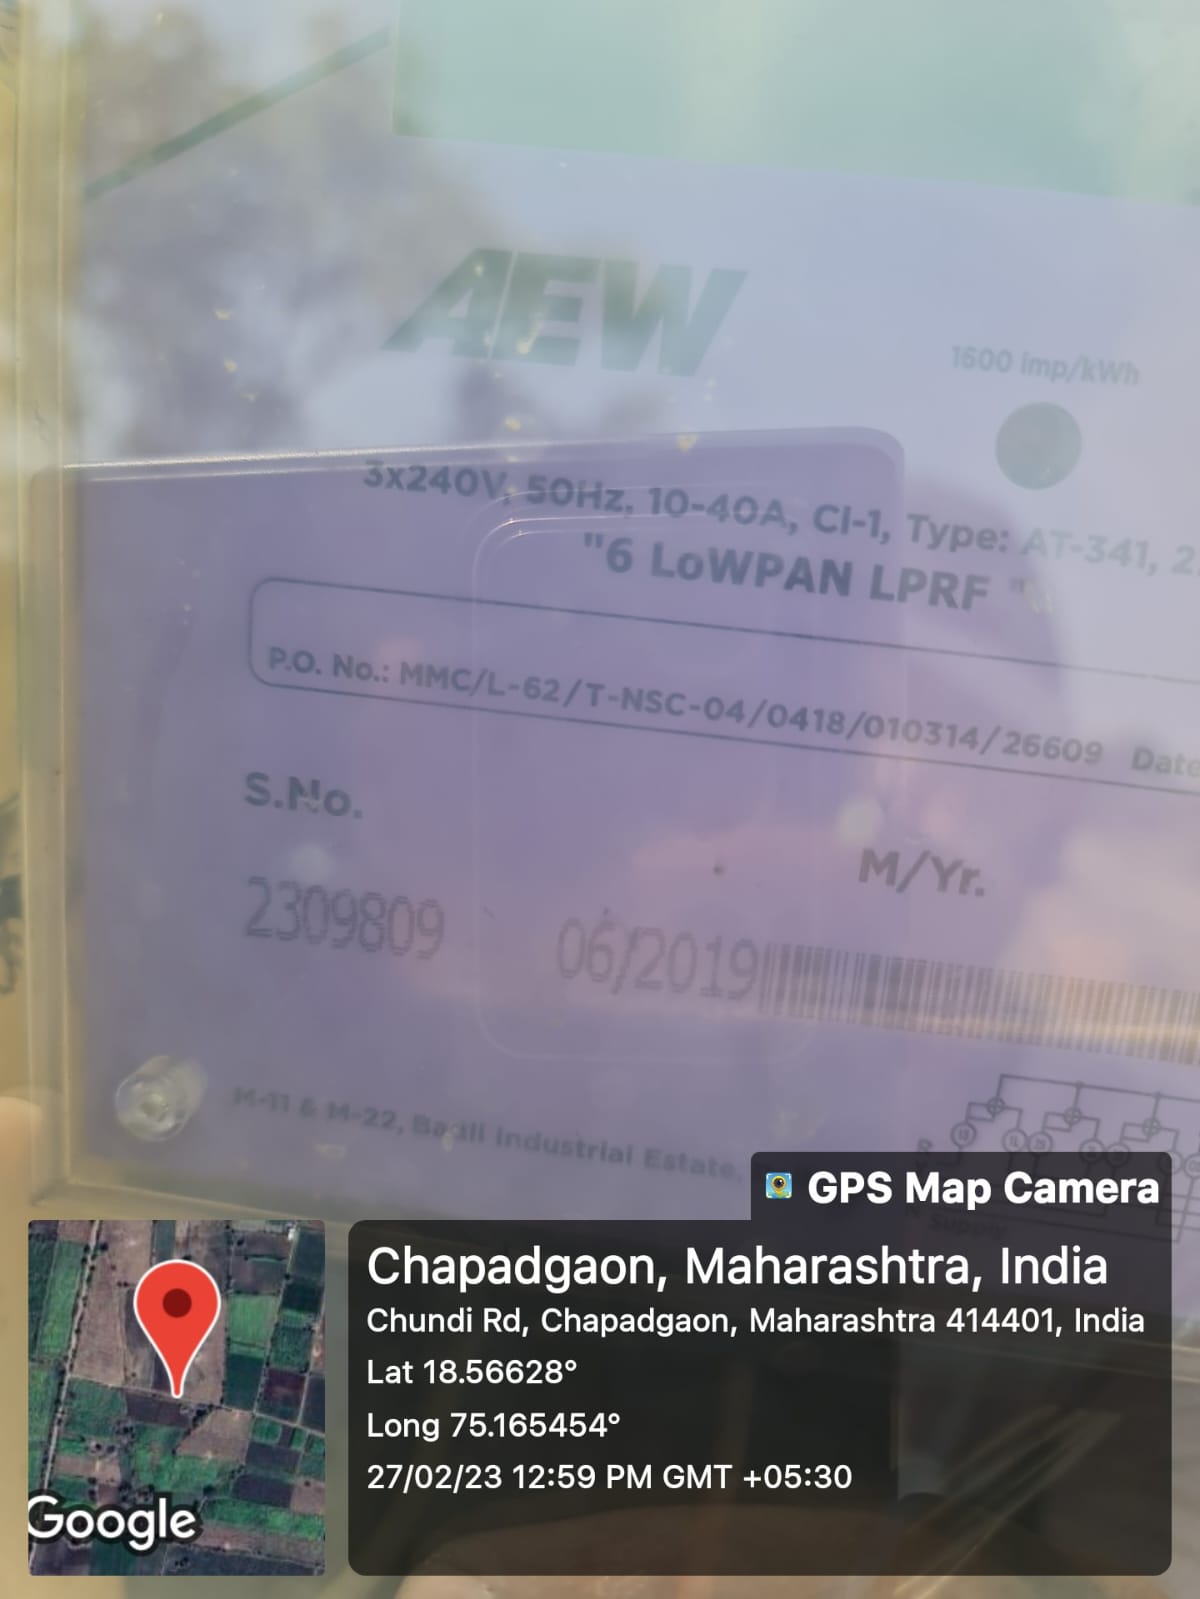 AEW
1600 imp/kWh
3x240V, 50Hz, 10-40A, Cl-1, Type: AT-341, 2
"6 LoWPAN LPRF "
P.O. No.: MMC/L-62/T-NSC-04/0418/010314/26609 Date
S.No.
M/Yr.
2309809 06/2019
M-11 & M-22, Badli Industrial Estate,
Supply
GPS Map Camera
Chapadgaon, Maharashtra, India
Chundi Rd, Chapadgaon, Maharashtra 414401, India
Lat 18.56628°
Long 75.165454°
27/02/23 12:59 PM GMT +05:30
Google